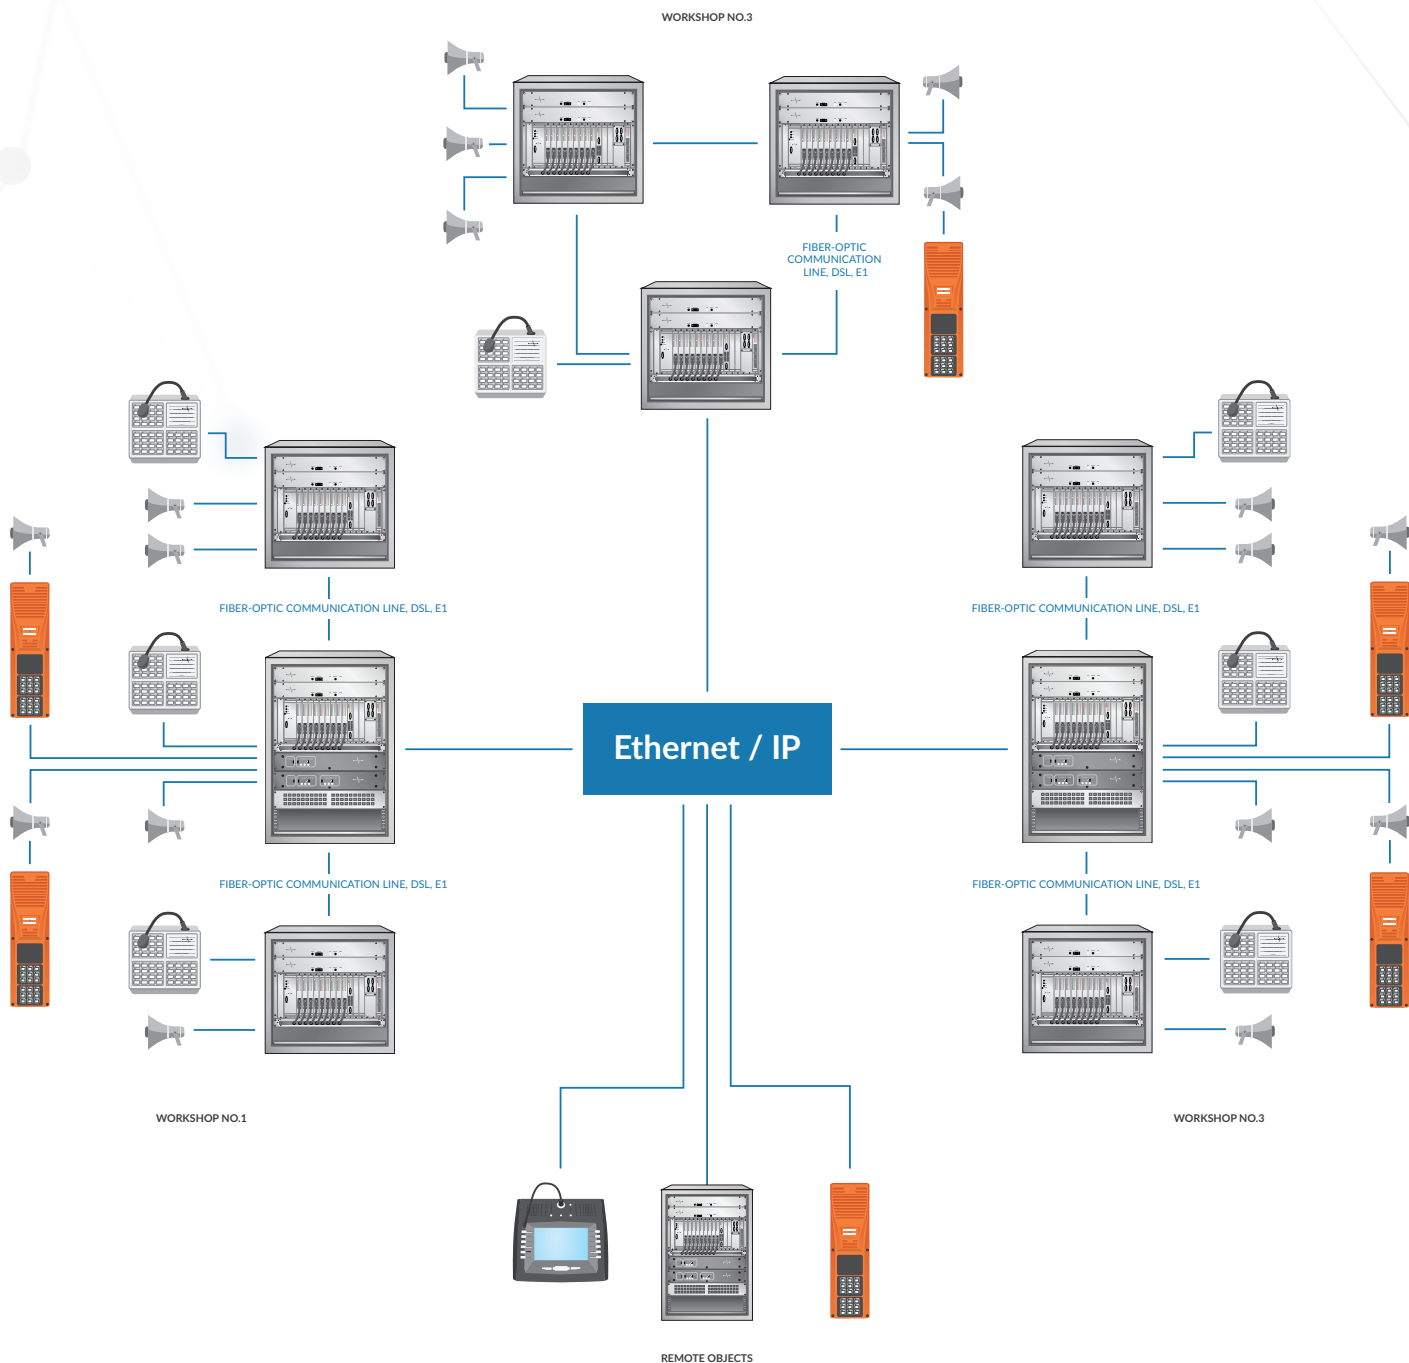 WORKSHOP NO.3
FIBER-OPTIC
COMMUNICATION
LINE, DSL, E1
FIBER-OPTIC COMMUNICATION LINE, DSL, E1
FIBER-OPTIC COMMUNICATION LINE, DSL, E1
Ethernet / IP
FIBER-OPTIC COMMUNICATION LINE, DSL, E1
FIBER-OPTIC COMMUNICATION LINE, DSL, E1
WORKSHOP NO.1
WORKSHOP NO.3
REMOTE OBJECTS